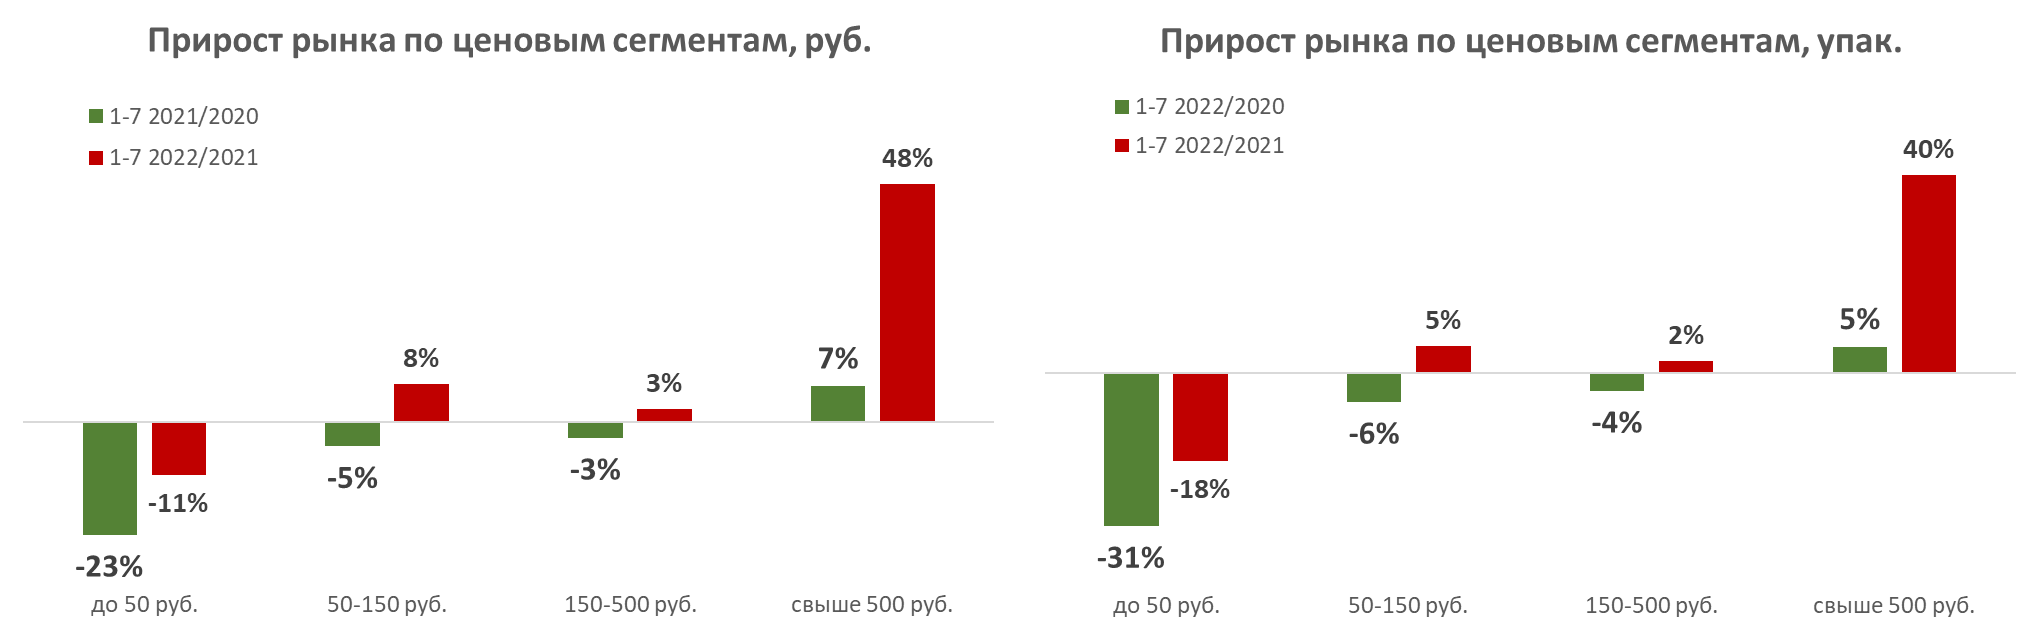 Прирост рынка по ценовым сегментам, руб.
1-7 2021/2020
1-7 2022/2021
48%
8%
3%
7%
-5%
-3%
-11%
-23%
до 50 руб.
50-150 руб.
150-500 руб.
свыше 500 руб.
Прирост рынка по ценовым сегментам, упак.
1-7 2022/2020
1-7 2022/2021
40%
5%
2%
5%
-6%
-4%
-18%
-31%
до 50 руб.
50-150 руб.
150-500 руб.
свыше 500 руб.